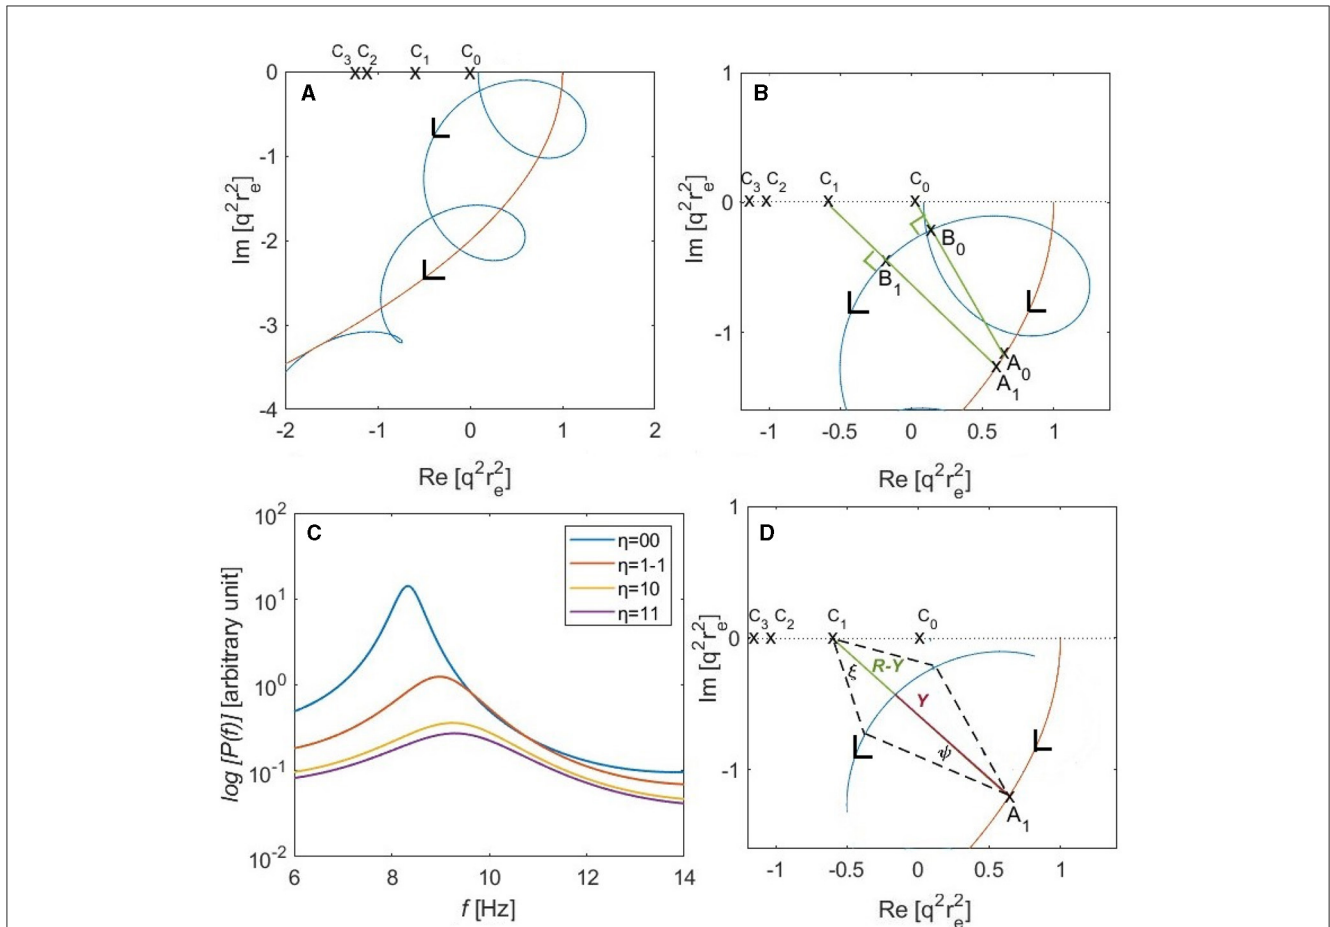 C₃ C₂ C₁ C₀
A
0
-1
-2
-3
-4
-2 -1 0 1 2
Im [q²rₑ²]
Re [q²rₑ²]
B
C₃ C₂ C₁ C₀
1
0
-1
B₀
B₁
A₀
A₁
-1 -0.5 0 0.5 1
Im [q²rₑ²]
Re [q²rₑ²]
C
10²
10¹
10⁰
10⁻¹
10⁻²
η=00
η=1-1
η=10
η=11
6 8 10 12 14
log [P(f)] [arbitrary unit]
f [Hz]
D
C₃ C₂ C₁ C₀
1
0
-1
ξ
R-Y
Y
ψ
A₁
-1 -0.5 0 0.5 1
Im [q²rₑ²]
Re [q²rₑ²]